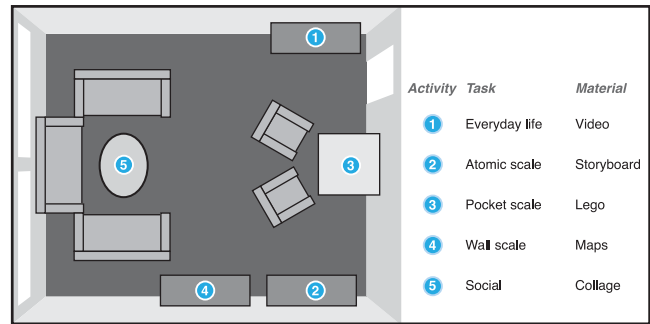 1
5
3
4
2
Activity Task Material
1 Everyday life Video
2 Atomic scale Storyboard
3 Pocket scale Lego
4 Wall scale Maps
5 Social Collage